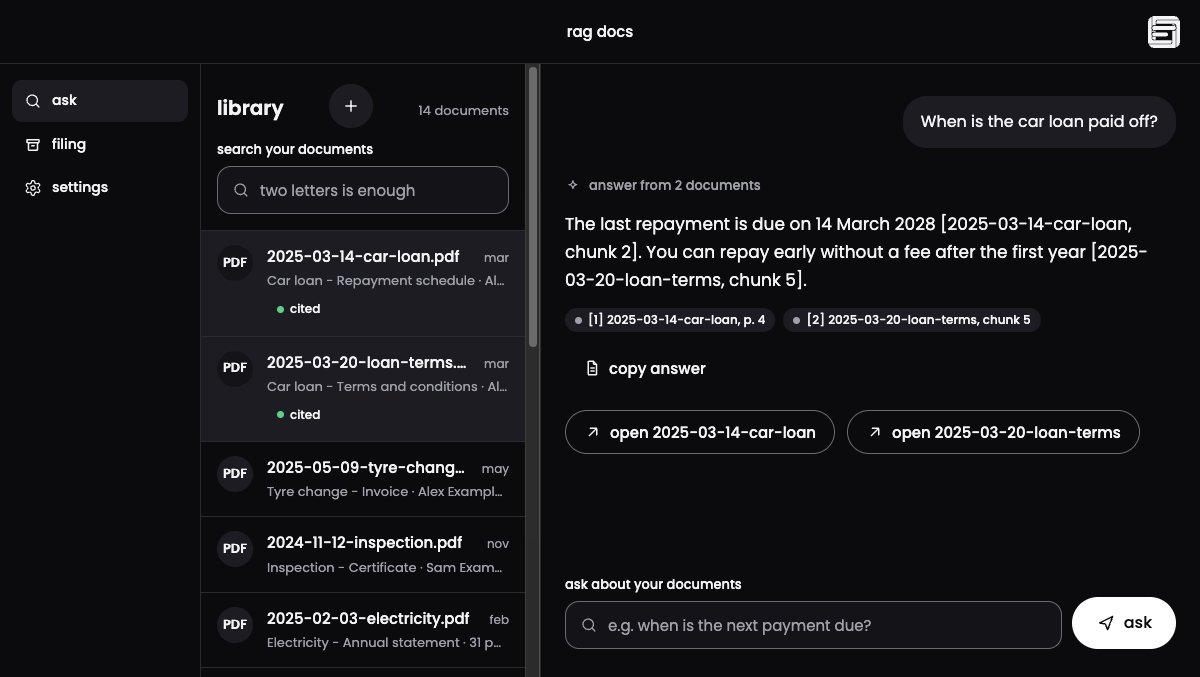 rag docs
ask
filing
settings
library
14 documents
search your documents
two letters is enough
PDF
2025-03-14-car-loan.pdf
mar
Car loan - Repayment schedule · Al…
cited
PDF
2025-03-20-loan-terms.…
mar
Car loan - Terms and conditions · Al…
cited
PDF
2025-05-09-tyre-chang…
may
Tyre change - Invoice · Alex Exampl…
PDF
2024-11-12-inspection.pdf
nov
Inspection - Certificate · Sam Exam…
PDF
2025-02-03-electricity.pdf
feb
Electricity - Annual statement · 31 p…
When is the car loan paid off?
answer from 2 documents
The last repayment is due on 14 March 2028 [2025-03-14-car-loan,
chunk 2]. You can repay early without a fee after the first year [2025-
03-20-loan-terms, chunk 5].
[1] 2025-03-14-car-loan, p. 4
[2] 2025-03-20-loan-terms, chunk 5
copy answer
open 2025-03-14-car-loan
open 2025-03-20-loan-terms
ask about your documents
e.g. when is the next payment due?
ask